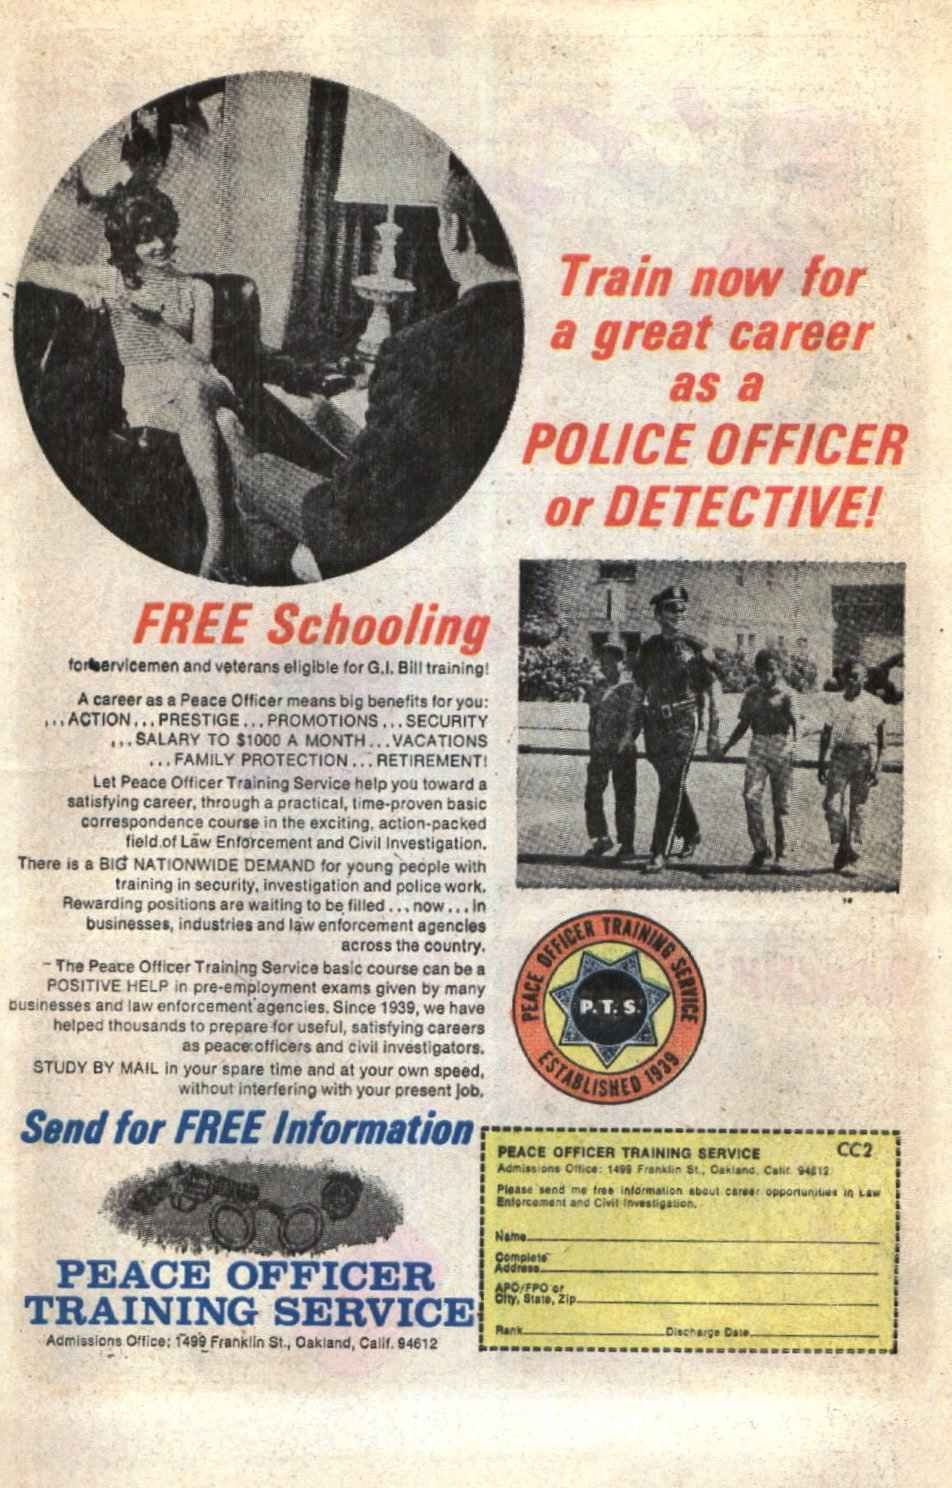 Train now for
a great career
as a
POLICE OFFICER
or DETECTIVE!
FREE Schooling
for servicemen and veterans eligible for G.I. Bill training!
A career as a Peace Officer means big benefits for you:
...ACTION...PRESTIGE...PROMOTIONS...SECURITY
...SALARY TO $1000 A MONTH...VACATIONS
...FAMILY PROTECTION...RETIREMENT!
Let Peace Officer Training Service help you toward a
satisfying career, through a practical, time-proven basic
correspondence course in the exciting, action-packed
field of Law Enforcement and Civil Investigation.
There is a BIG NATIONWIDE DEMAND for young people with
training in security, investigation and police work.
Rewarding positions are waiting to be filled...now...in
businesses, industries and law enforcement agencies
across the country.
The Peace Officer Training Service basic course can be a
POSITIVE HELP in pre-employment exams given by many
businesses and law enforcement agencies. Since 1939, we have
helped thousands to prepare for useful, satisfying careers
as peace officers and civil investigators.
STUDY BY MAIL in your spare time and at your own speed,
without interfering with your present job.
PEACE OFFICER TRAINING SERVICE
P.T.S.
ESTABLISHED 1939
Send for FREE Information
PEACE OFFICER
TRAINING SERVICE
Admissions Office: 1499 Franklin St., Oakland, Calif. 94612
PEACE OFFICER TRAINING SERVICE CC2
Admissions Office: 1499 Franklin St., Oakland, Calif. 94612
Please send me free information about career opportunities in Law
Enforcement and Civil Investigation.
Name
Complete
Address
APO/FPO or
City, State, Zip
Rank Discharge Date